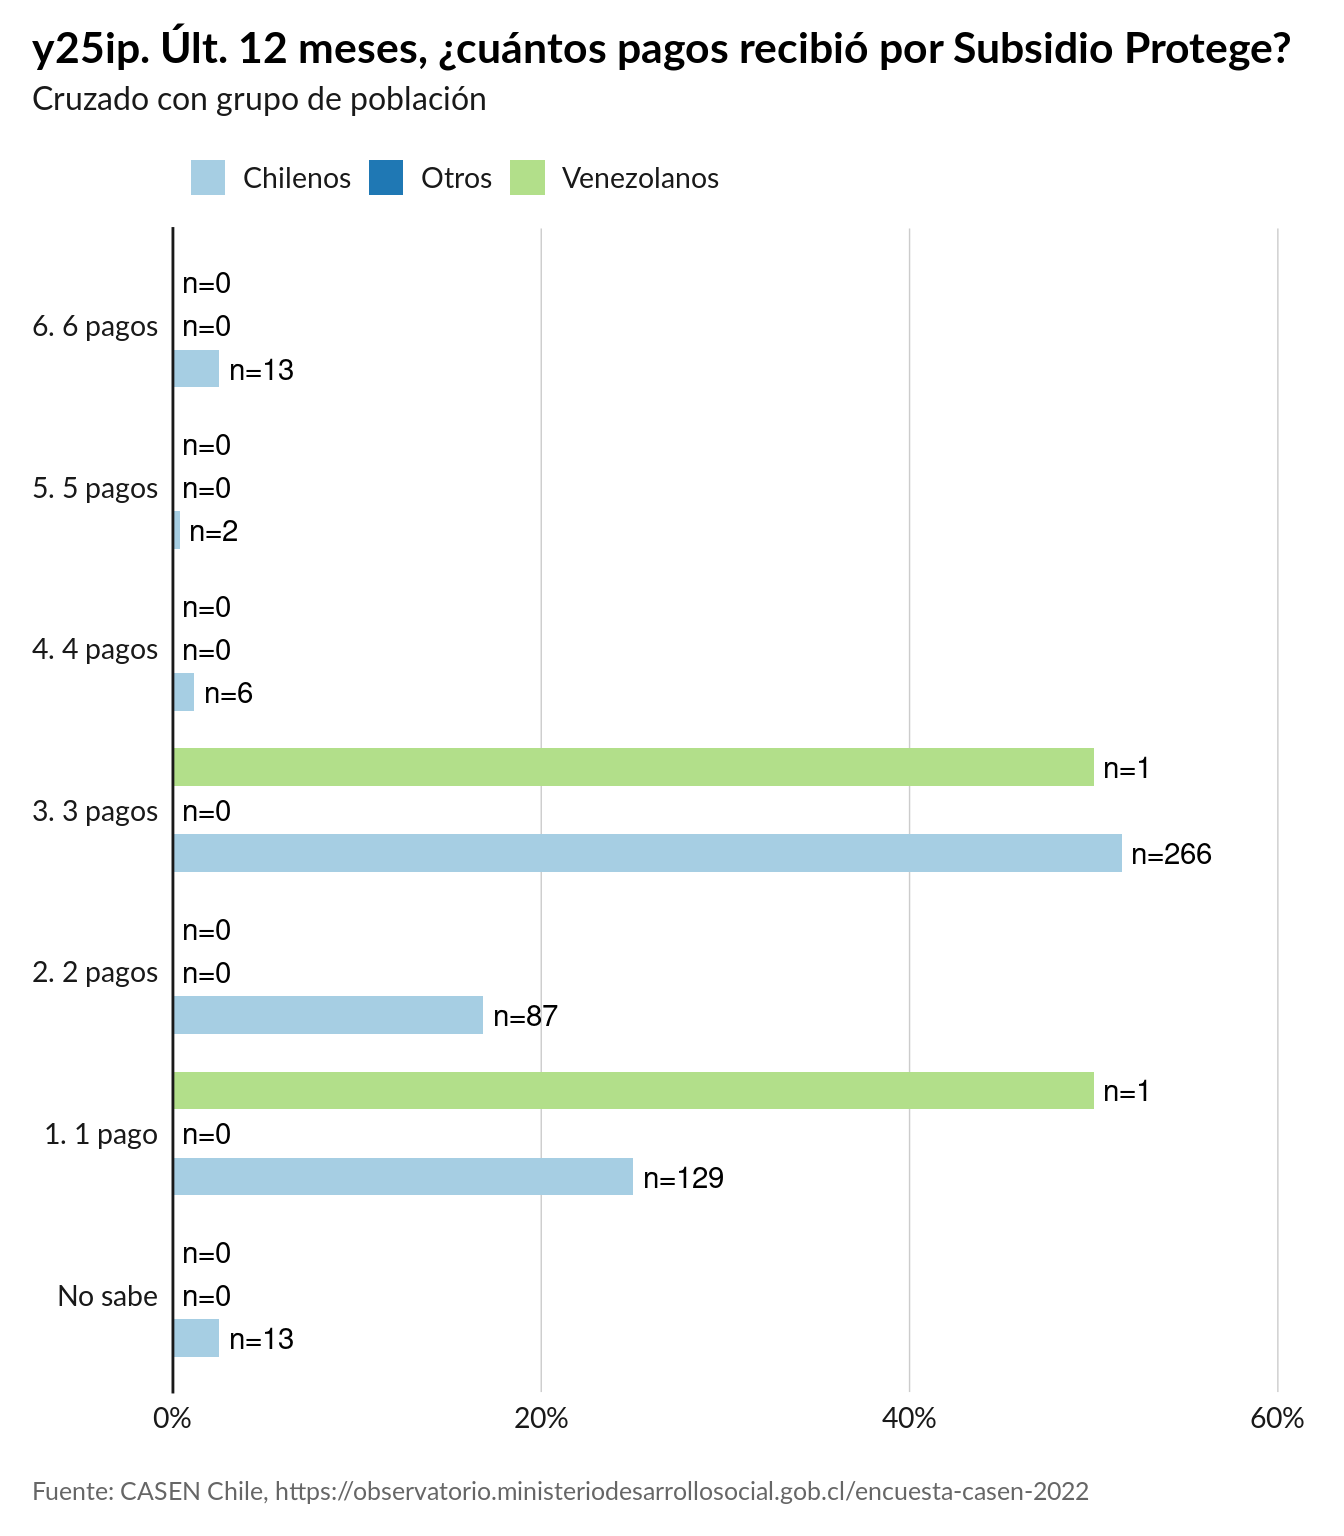 y25ip. Últ. 12 meses, ¿cuántos pagos recibió por Subsidio Protege?
Cruzado con grupo de población
Chilenos Otros Venezolanos
n=0
6. 6 pagos n=0
n=13
n=0
5. 5 pagos n=0
n=2
n=0
4. 4 pagos n=0
n=6
n=1
3. 3 pagos n=0
n=266
n=0
2. 2 pagos n=0
n=87
n=1
1. 1 pago n=0
n=129
n=0
No sabe n=0
n=13
0% 20% 40% 60%
Fuente: CASEN Chile, https://observatorio.ministeriodesarrollosocial.gob.cl/encuesta-casen-2022